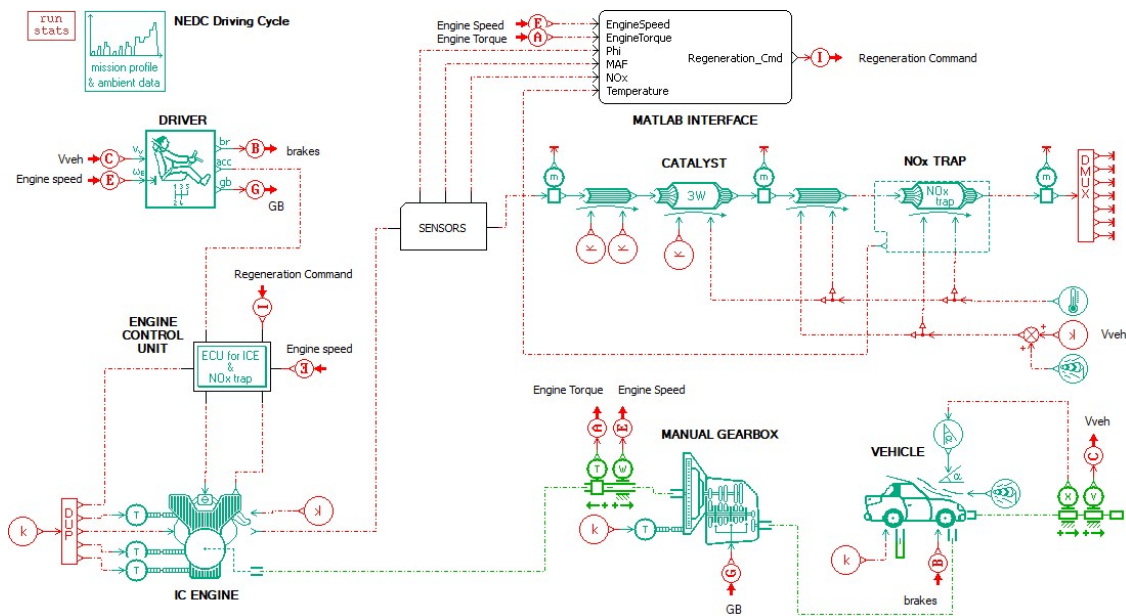 run
stats
NEDC Driving Cycle
mission profile
& ambient data
Engine Speed
E
EngineSpeed
Engine Torque
A
EngineTorque
Phi
MAF
NOx
Temperature
Regeneration_Cmd
I
Regeneration Command
MATLAB INTERFACE
DRIVER
Vveh
C
br
B
brakes
acc
Engine speed
E
gb
G
GB
1 3 5
SENSORS
m
CATALYST
3W
m
NOx TRAP
NOx
trap
m
DMUX
K
K
K
Regeneration Command
I
ENGINE
CONTROL
UNIT
ECU for ICE
&
NOx trap
Engine speed
E
k
Vveh
+
+
Engine Torque
Engine Speed
A
E
T
W
MANUAL GEARBOX
VEHICLE
Vveh
C
α
X
V
k
DUP
T
T
T
k
IC ENGINE
k
T
G
GB
k
B
brakes